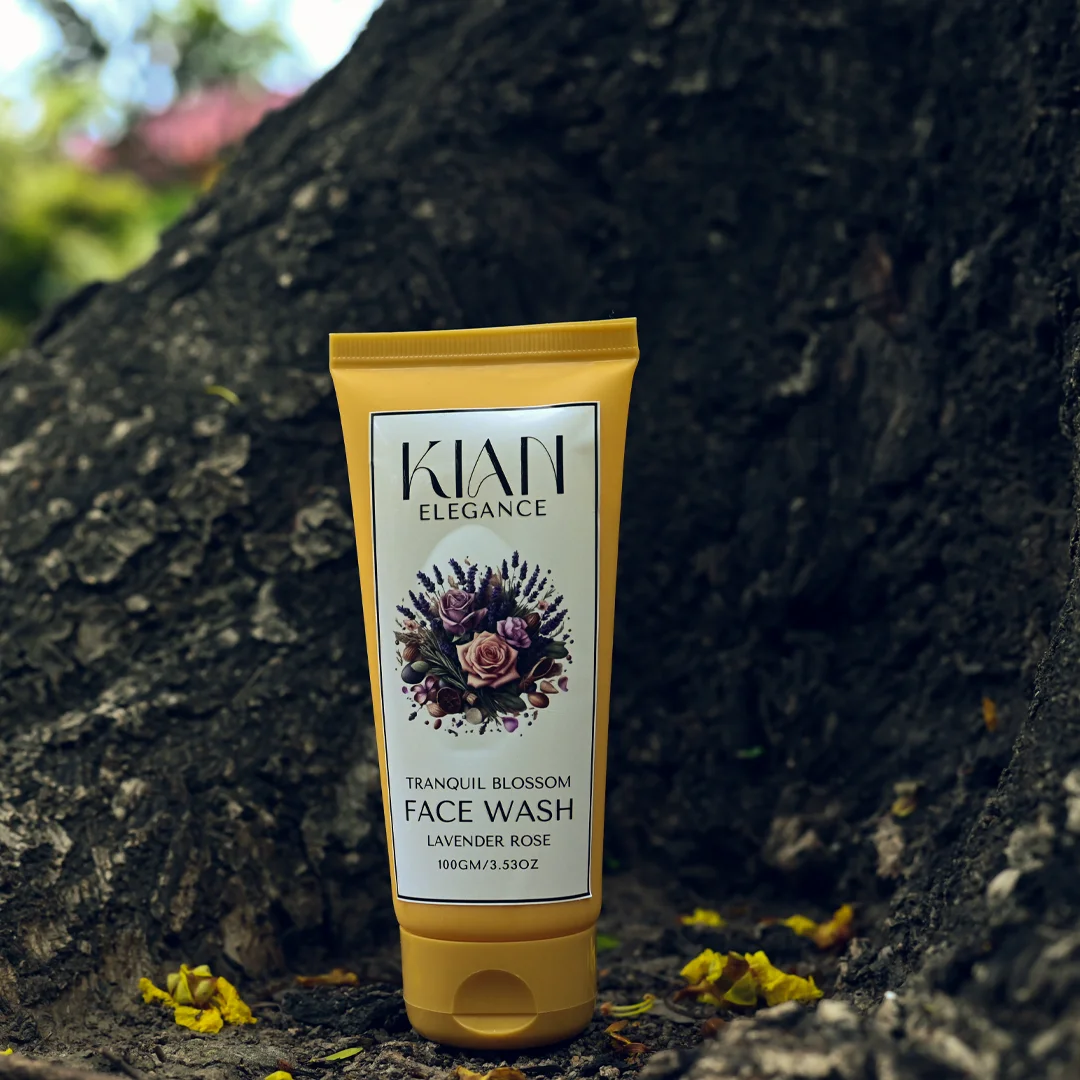 KIAN
ELEGANCE
TRANQUIL BLOSSOM
FACE WASH
LAVENDER ROSE
100GM/3.53OZ